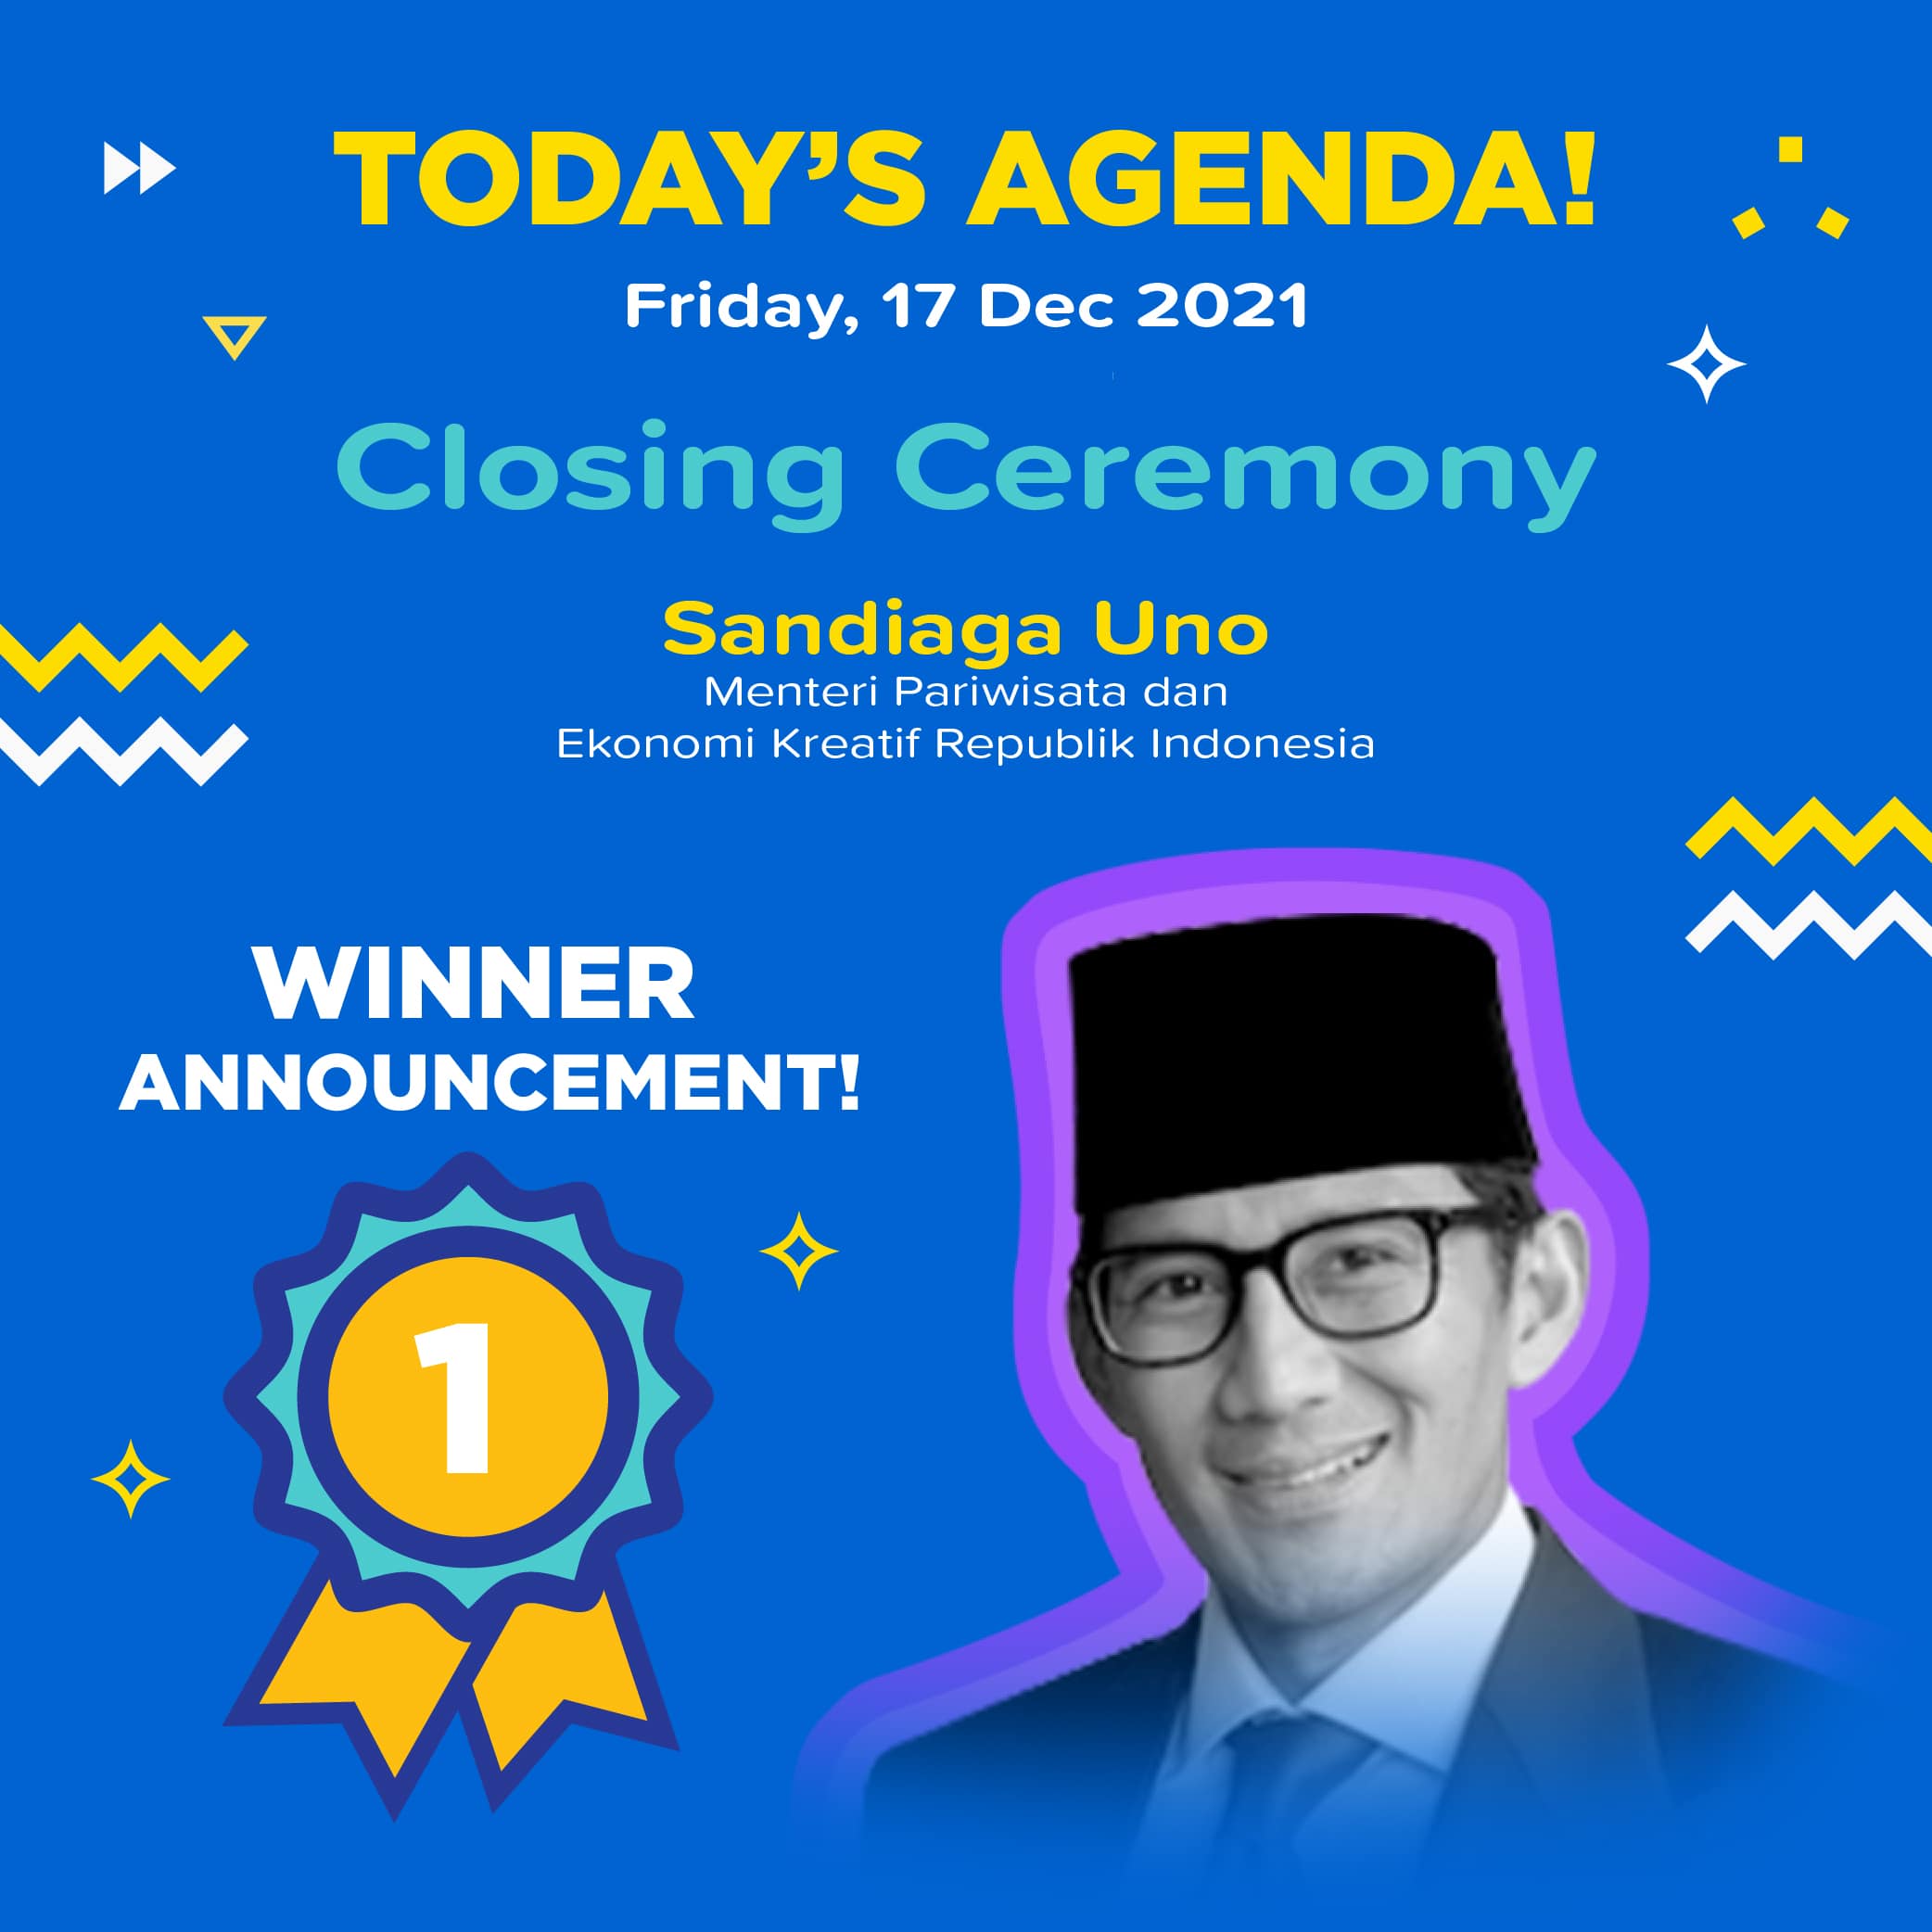 TODAY’S AGENDA!
Friday, 17 Dec 2021
Closing Ceremony
Sandiaga Uno
Menteri Pariwisata dan
Ekonomi Kreatif Republik Indonesia
WINNER
ANNOUNCEMENT!
1